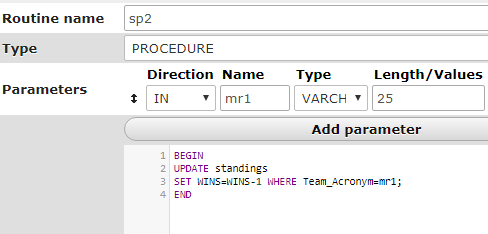 Routine name sp2
Type PROCEDURE
Direction Name Type Length/Values
Parameters IN mr1 VARCH 25
Add parameter
1 BEGIN
2 UPDATE standings
3 SET WINS=WINS-1 WHERE Team_Acronym=mr1;
4 END